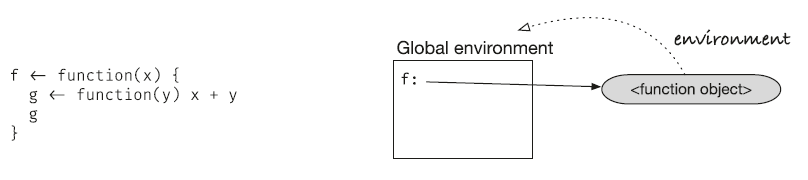 f ← function(x) {
  g ← function(y) x + y
  g
}
environment
Global environment
f:
<function object>